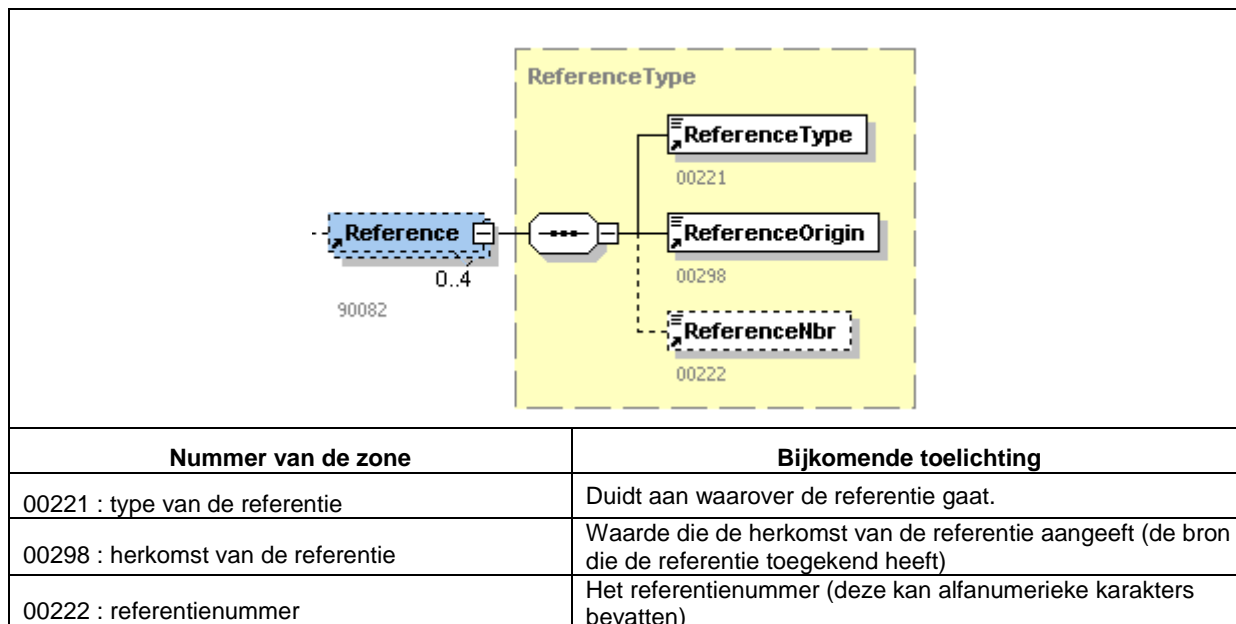 ReferenceType
ReferenceType
00221
Reference
ReferenceOrigin
0..4
00298
90082
ReferenceNbr
00222
Nummer van de zone
Bijkomende toelichting
00221 : type van de referentie
Duidt aan waarover de referentie gaat.
00298 : herkomst van de referentie
Waarde die de herkomst van de referentie aangeeft (de bron
die de referentie toegekend heeft)
00222 : referentienummer
Het referentienummer (deze kan alfanumerieke karakters
bevatten)